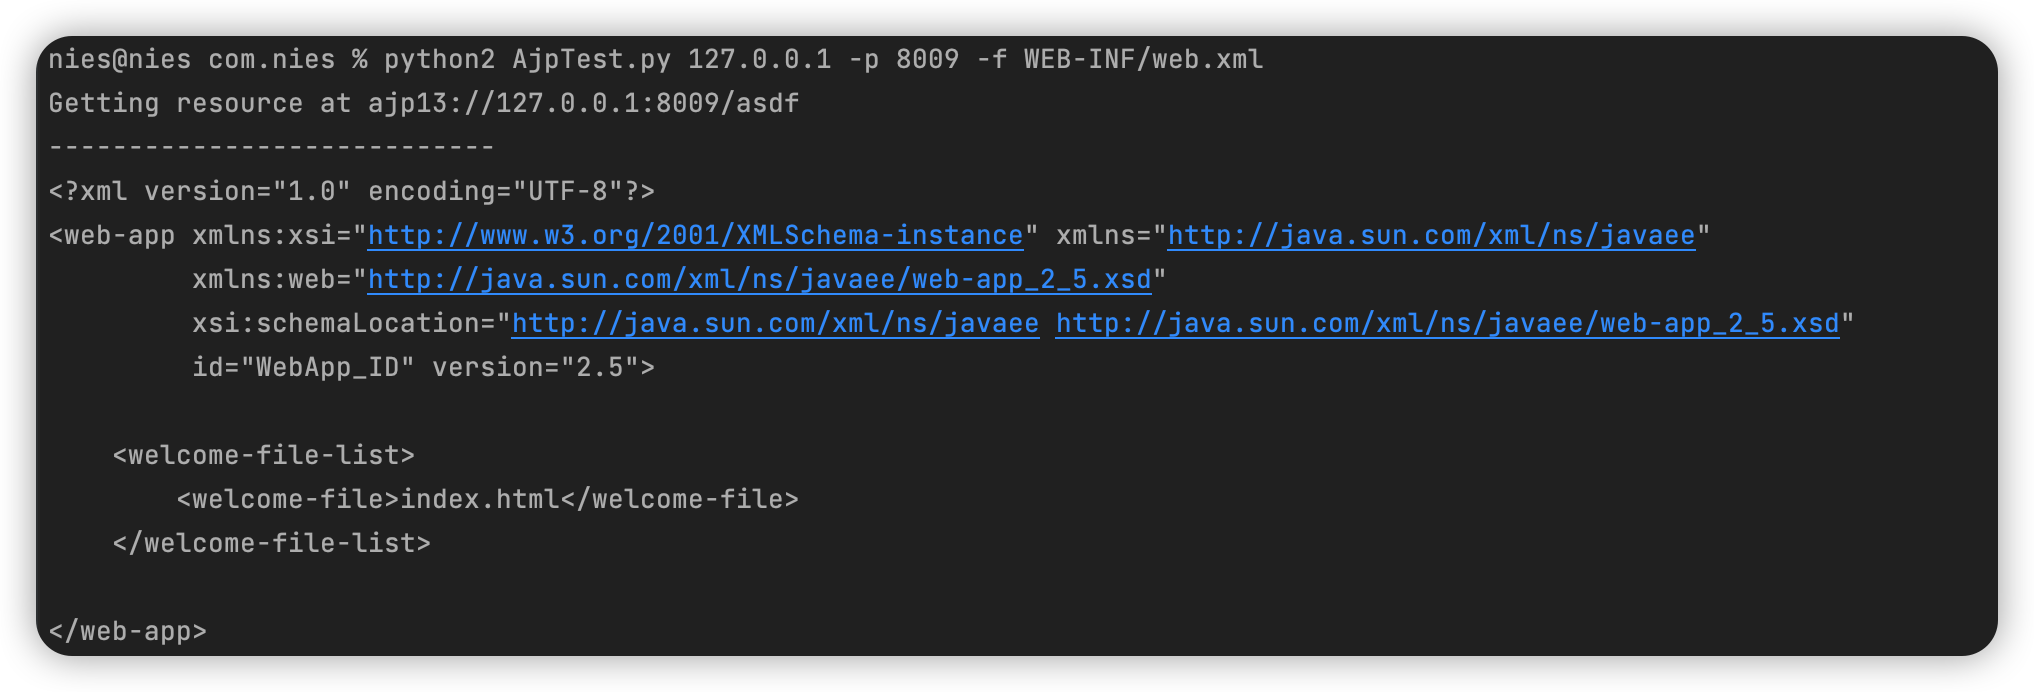 nies@nies com.nies % python2 AjpTest.py 127.0.0.1 -p 8009 -f WEB-INF/web.xml
Getting resource at ajp13://127.0.0.1:8009/asdf
----------------------------
<?xml version="1.0" encoding="UTF-8"?>
<web-app xmlns:xsi="http://www.w3.org/2001/XMLSchema-instance" xmlns="http://java.sun.com/xml/ns/javaee"
         xmlns:web="http://java.sun.com/xml/ns/javaee/web-app_2_5.xsd"
         xsi:schemaLocation="http://java.sun.com/xml/ns/javaee http://java.sun.com/xml/ns/javaee/web-app_2_5.xsd"
         id="WebApp_ID" version="2.5">

    <welcome-file-list>
        <welcome-file>index.html</welcome-file>
    </welcome-file-list>

</web-app>